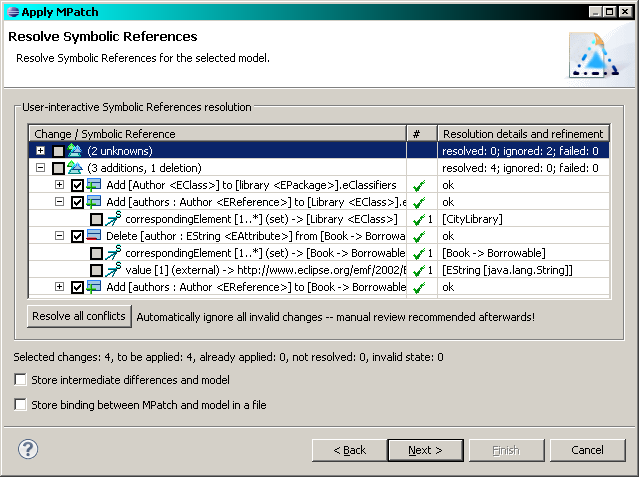 Apply MPatch
Resolve Symbolic References
Resolve Symbolic References for the selected model.
User-interactive Symbolic References resolution
Change / Symbolic Reference # Resolution details and refinement
(2 unknowns) resolved: 0; ignored: 2; failed: 0
(3 additions, 1 deletion) resolved: 4; ignored: 0; failed: 0
Add [Author <EClass>] to [library <EPackage>].eClassifiers ok
Add [authors : Author <EReference>] to [Library <EClass>].e ok
correspondingElement [1..*] (set) -> [Library <EClass>] 1 [CityLibrary]
Delete [author : EString <EAttribute>] from [Book -> Borrowa ok
correspondingElement [1..*] (set) -> [Book -> Borrowable 1 [Book -> Borrowable]
value [1] (external) -> http://www.eclipse.org/emf/2002/E 1 [EString [java.lang.String]]
Add [authors : Author <EReference>] to [Book -> Borrowable ok
Resolve all conflicts Automatically ignore all invalid changes -- manual review recommended afterwards!
Selected changes: 4, to be applied: 4, already applied: 0, not resolved: 0, invalid state: 0
Store intermediate differences and model
Store binding between MPatch and model in a file
? < Back Next > Finish Cancel